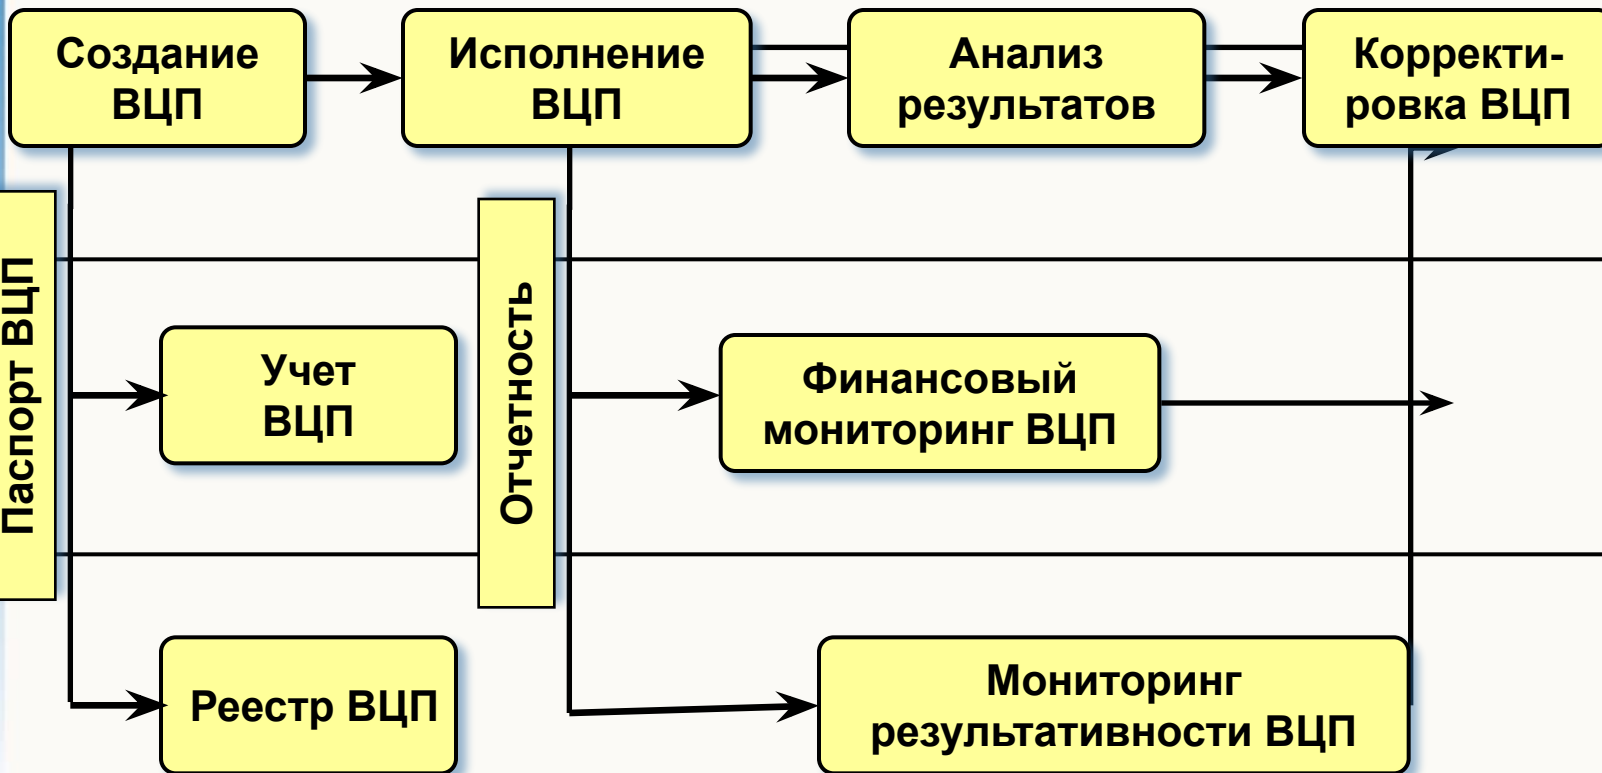 Создание
ВЦП
Исполнение
ВЦП
Анализ
результатов
Корректи-
ровка ВЦП
Паспорт ВЦП
Отчетность
Учет
ВЦП
Финансовый
мониторинг ВЦП
Реестр ВЦП
Мониторинг
результативности ВЦП